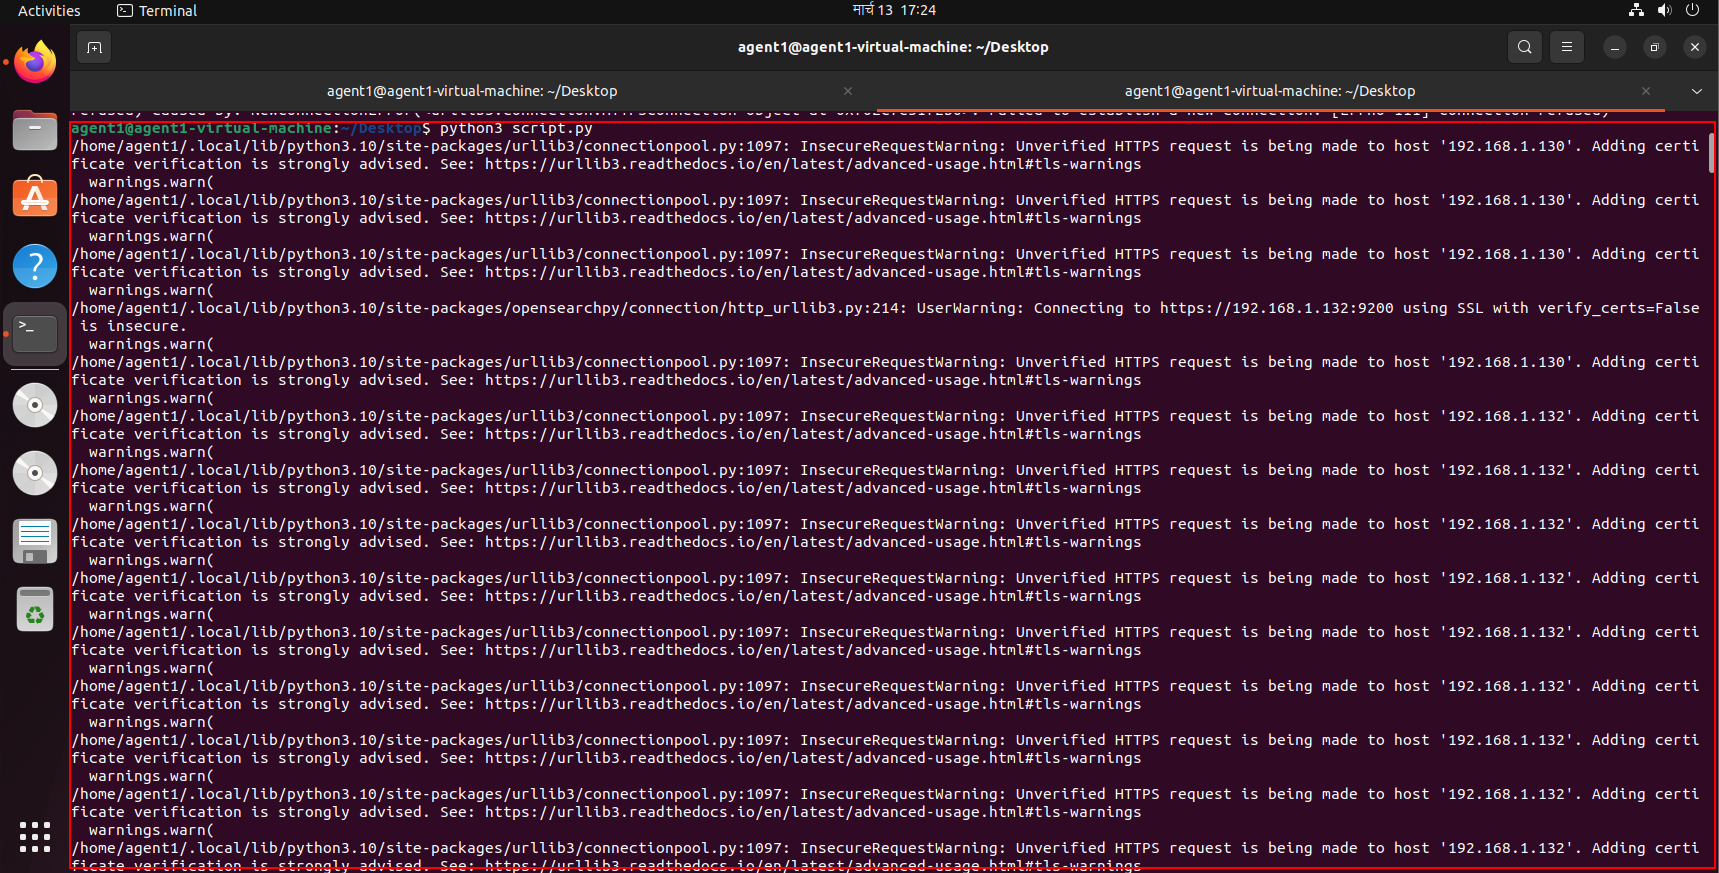 Activities
Terminal
मार्च 13 17:24
agent1@agent1-virtual-machine: ~/Desktop
agent1@agent1-virtual-machine: ~/Desktop
agent1@agent1-virtual-machine: ~/Desktop
agent1@agent1-virtual-machine:~/Desktop$ python3 script.py
/home/agent1/.local/lib/python3.10/site-packages/urllib3/connectionpool.py:1097: InsecureRequestWarning: Unverified HTTPS request is being made to host '192.168.1.130'. Adding certi
ficate verification is strongly advised. See: https://urllib3.readthedocs.io/en/latest/advanced-usage.html#tls-warnings
  warnings.warn(
/home/agent1/.local/lib/python3.10/site-packages/urllib3/connectionpool.py:1097: InsecureRequestWarning: Unverified HTTPS request is being made to host '192.168.1.130'. Adding certi
ficate verification is strongly advised. See: https://urllib3.readthedocs.io/en/latest/advanced-usage.html#tls-warnings
  warnings.warn(
/home/agent1/.local/lib/python3.10/site-packages/urllib3/connectionpool.py:1097: InsecureRequestWarning: Unverified HTTPS request is being made to host '192.168.1.130'. Adding certi
ficate verification is strongly advised. See: https://urllib3.readthedocs.io/en/latest/advanced-usage.html#tls-warnings
  warnings.warn(
/home/agent1/.local/lib/python3.10/site-packages/opensearchpy/connection/http_urllib3.py:214: UserWarning: Connecting to https://192.168.1.132:9200 using SSL with verify_certs=False
 is insecure.
  warnings.warn(
/home/agent1/.local/lib/python3.10/site-packages/urllib3/connectionpool.py:1097: InsecureRequestWarning: Unverified HTTPS request is being made to host '192.168.1.130'. Adding certi
ficate verification is strongly advised. See: https://urllib3.readthedocs.io/en/latest/advanced-usage.html#tls-warnings
  warnings.warn(
/home/agent1/.local/lib/python3.10/site-packages/urllib3/connectionpool.py:1097: InsecureRequestWarning: Unverified HTTPS request is being made to host '192.168.1.132'. Adding certi
ficate verification is strongly advised. See: https://urllib3.readthedocs.io/en/latest/advanced-usage.html#tls-warnings
  warnings.warn(
/home/agent1/.local/lib/python3.10/site-packages/urllib3/connectionpool.py:1097: InsecureRequestWarning: Unverified HTTPS request is being made to host '192.168.1.132'. Adding certi
ficate verification is strongly advised. See: https://urllib3.readthedocs.io/en/latest/advanced-usage.html#tls-warnings
  warnings.warn(
/home/agent1/.local/lib/python3.10/site-packages/urllib3/connectionpool.py:1097: InsecureRequestWarning: Unverified HTTPS request is being made to host '192.168.1.132'. Adding certi
ficate verification is strongly advised. See: https://urllib3.readthedocs.io/en/latest/advanced-usage.html#tls-warnings
  warnings.warn(
/home/agent1/.local/lib/python3.10/site-packages/urllib3/connectionpool.py:1097: InsecureRequestWarning: Unverified HTTPS request is being made to host '192.168.1.132'. Adding certi
ficate verification is strongly advised. See: https://urllib3.readthedocs.io/en/latest/advanced-usage.html#tls-warnings
  warnings.warn(
/home/agent1/.local/lib/python3.10/site-packages/urllib3/connectionpool.py:1097: InsecureRequestWarning: Unverified HTTPS request is being made to host '192.168.1.132'. Adding certi
ficate verification is strongly advised. See: https://urllib3.readthedocs.io/en/latest/advanced-usage.html#tls-warnings
  warnings.warn(
/home/agent1/.local/lib/python3.10/site-packages/urllib3/connectionpool.py:1097: InsecureRequestWarning: Unverified HTTPS request is being made to host '192.168.1.132'. Adding certi
ficate verification is strongly advised. See: https://urllib3.readthedocs.io/en/latest/advanced-usage.html#tls-warnings
  warnings.warn(
/home/agent1/.local/lib/python3.10/site-packages/urllib3/connectionpool.py:1097: InsecureRequestWarning: Unverified HTTPS request is being made to host '192.168.1.132'. Adding certi
ficate verification is strongly advised. See: https://urllib3.readthedocs.io/en/latest/advanced-usage.html#tls-warnings
  warnings.warn(
/home/agent1/.local/lib/python3.10/site-packages/urllib3/connectionpool.py:1097: InsecureRequestWarning: Unverified HTTPS request is being made to host '192.168.1.132'. Adding certi
ficate verification is strongly advised. See: https://urllib3.readthedocs.io/en/latest/advanced-usage.html#tls-warnings
  warnings.warn(
/home/agent1/.local/lib/python3.10/site-packages/urllib3/connectionpool.py:1097: InsecureRequestWarning: Unverified HTTPS request is being made to host '192.168.1.132'. Adding certi
ficate verification is strongly advised. See: https://urllib3.readthedocs.io/en/latest/advanced-usage.html#tls-warnings